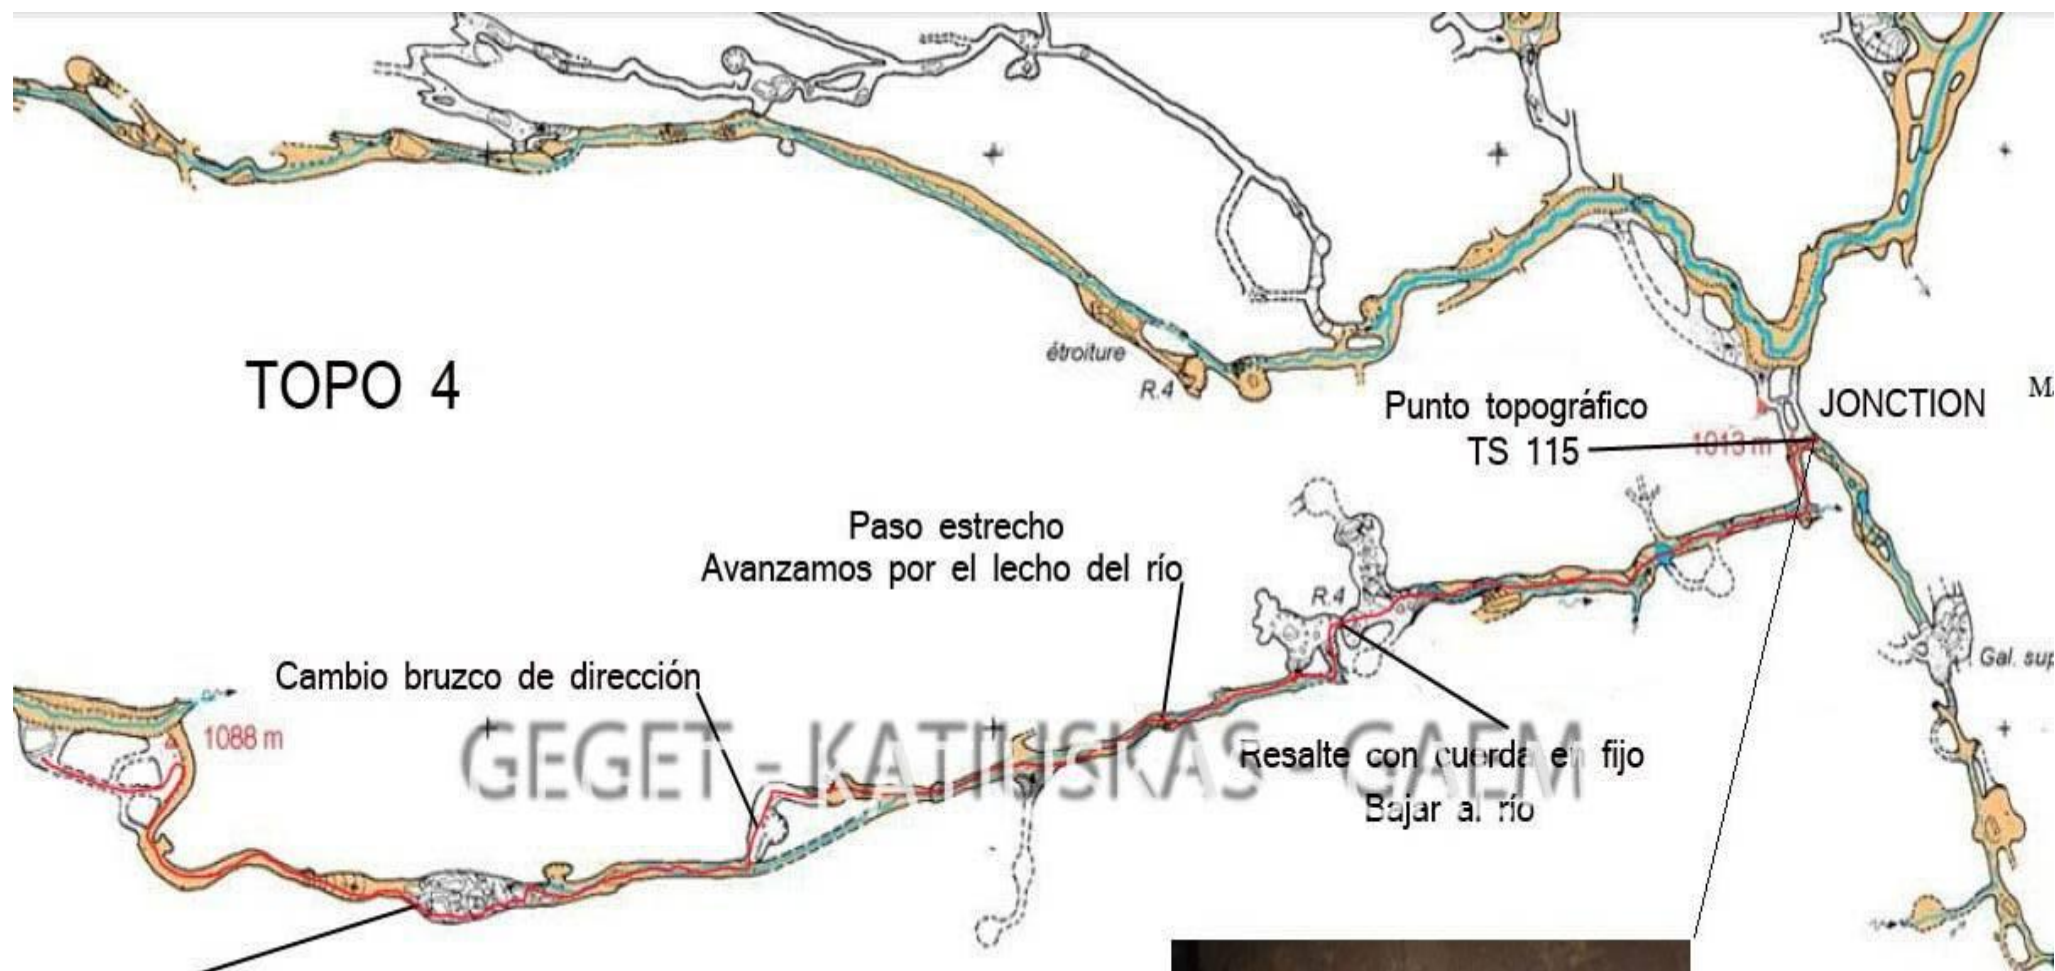 étroiture
R.4
TOPO 4
Punto topográfico
TS 115
JONCTION
1013 m
Paso estrecho
Avanzamos por el lecho del río
R.4
Cambio bruzco de dirección
Gal. sup
1088 m
GEGET - KATIUSKAS - GAEM
Resalte con cuerda en fijo
Bajar al río